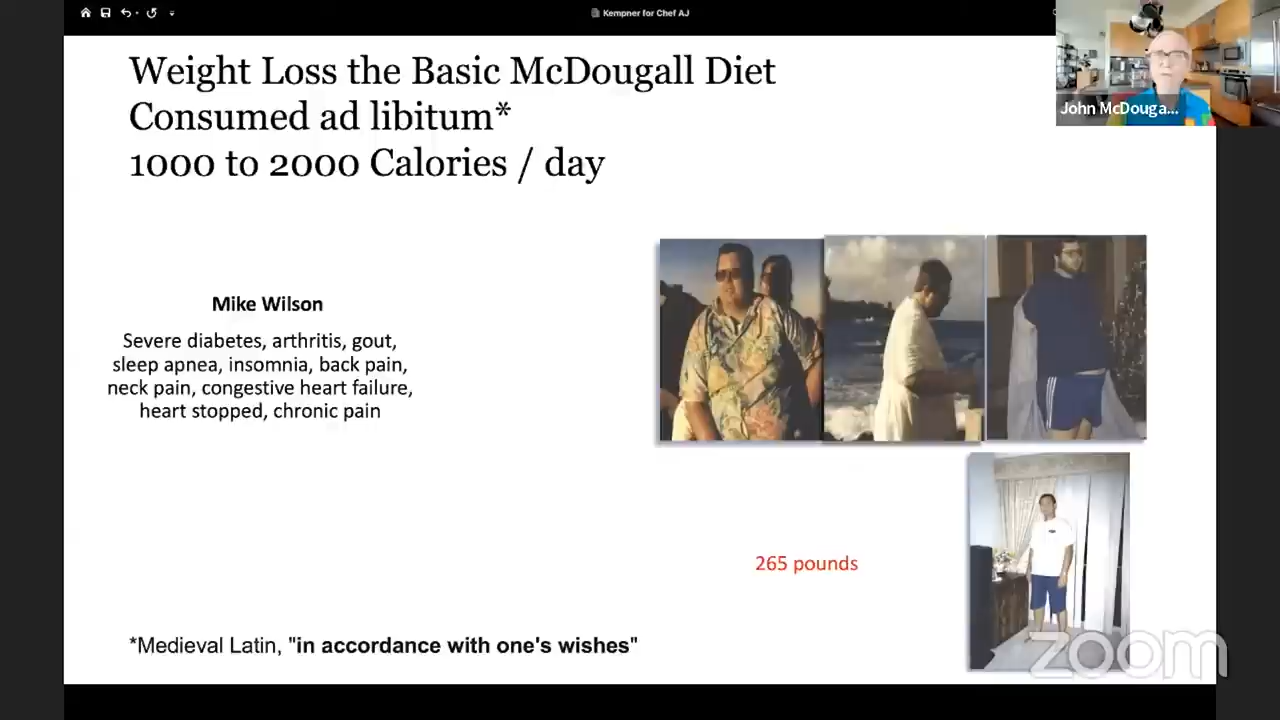 Kempner for Chef AJ
John McDouga...
Weight Loss the Basic McDougall Diet
Consumed ad libitum*
1000 to 2000 Calories / day
Mike Wilson
Severe diabetes, arthritis, gout,
sleep apnea, insomnia, back pain,
neck pain, congestive heart failure,
heart stopped, chronic pain
265 pounds
*Medieval Latin, "in accordance with one's wishes"
zoom